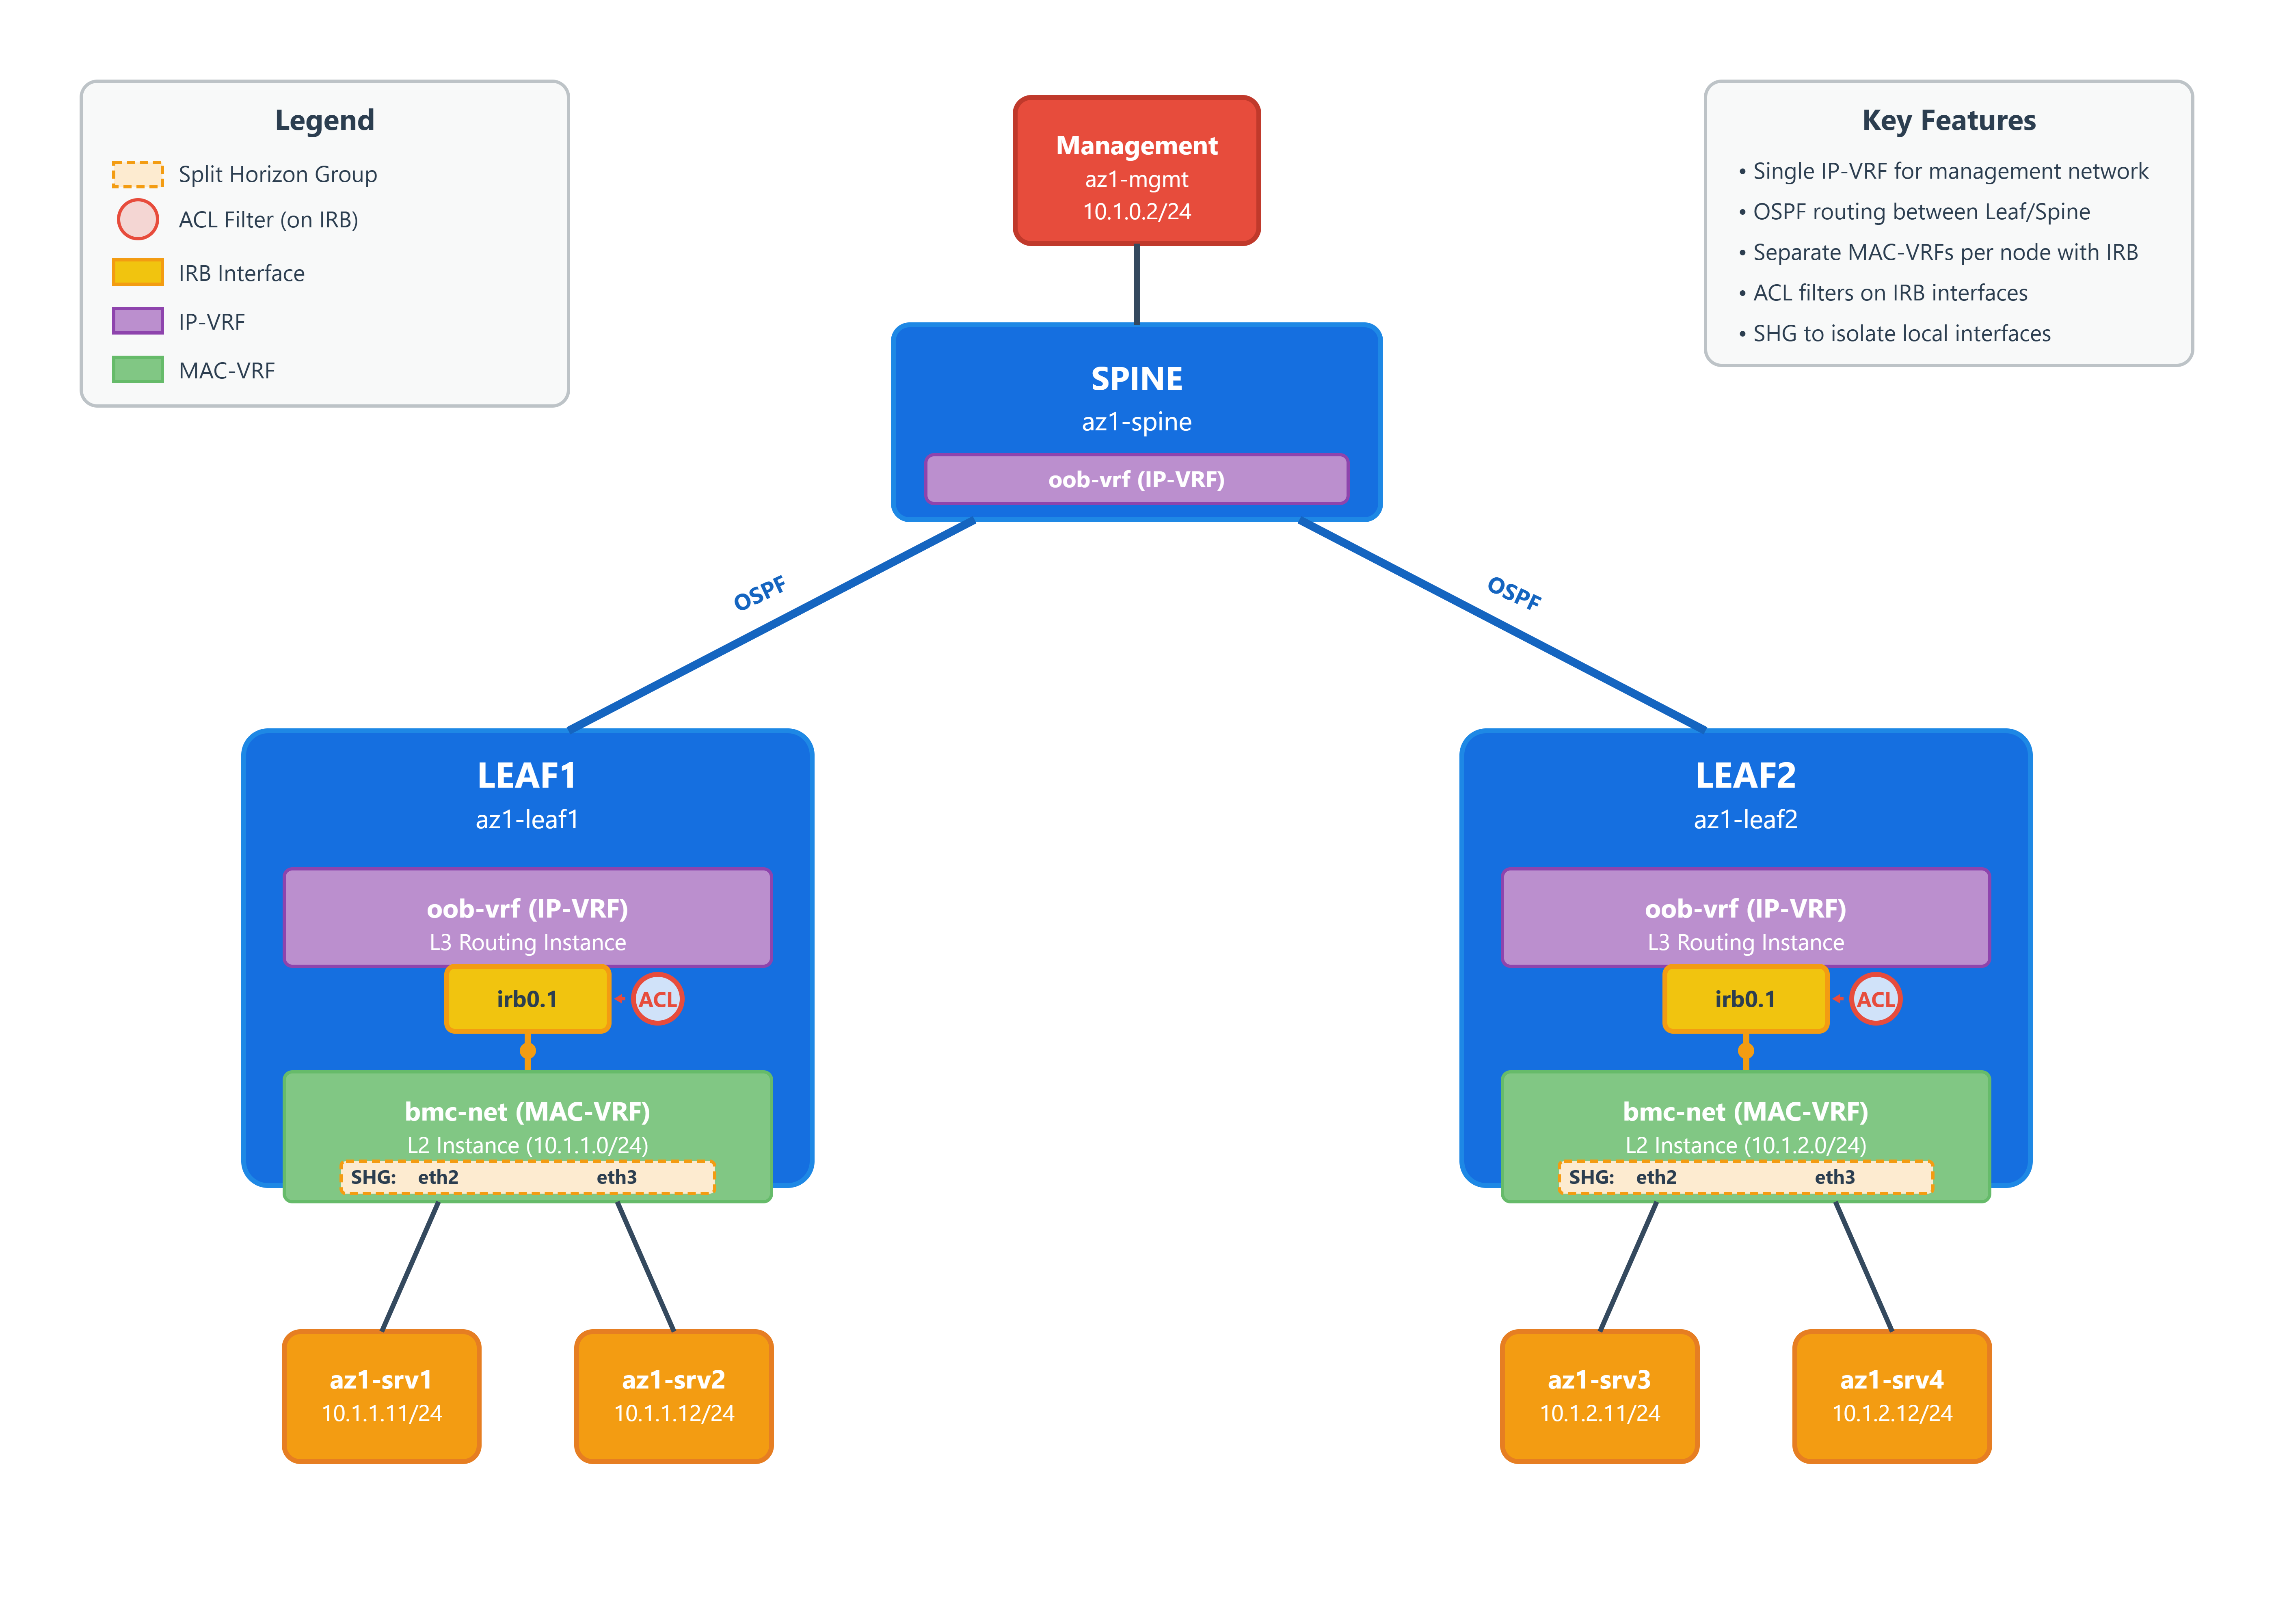 Legend
Split Horizon Group
ACL Filter (on IRB)
IRB Interface
IP-VRF
MAC-VRF
Management
az1-mgmt
10.1.0.2/24
Key Features
• Single IP-VRF for management network
• OSPF routing between Leaf/Spine
• Separate MAC-VRFs per node with IRB
• ACL filters on IRB interfaces
• SHG to isolate local interfaces
SPINE
az1-spine
oob-vrf (IP-VRF)
OSPF
OSPF
LEAF1
az1-leaf1
oob-vrf (IP-VRF)
L3 Routing Instance
irb0.1
ACL
bmc-net (MAC-VRF)
L2 Instance (10.1.1.0/24)
SHG: eth2 eth3
az1-srv1
10.1.1.11/24
az1-srv2
10.1.1.12/24
LEAF2
az1-leaf2
oob-vrf (IP-VRF)
L3 Routing Instance
irb0.1
ACL
bmc-net (MAC-VRF)
L2 Instance (10.1.2.0/24)
SHG: eth2 eth3
az1-srv3
10.1.2.11/24
az1-srv4
10.1.2.12/24